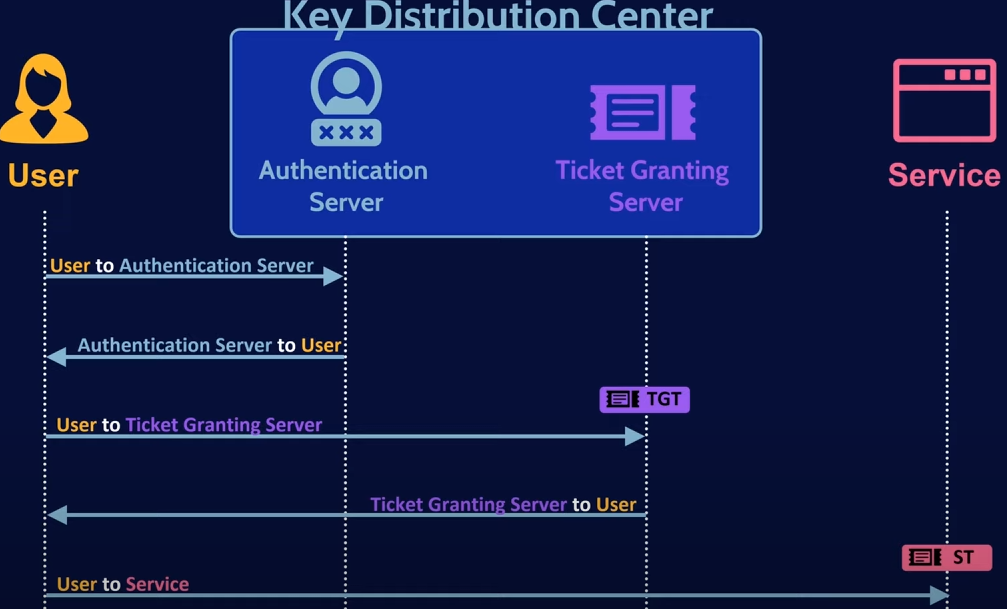 Key Distribution Center
User
Authentication
Server
Ticket Granting
Server
Service
User to Authentication Server
Authentication Server to User
TGT
User to Ticket Granting Server
Ticket Granting Server to User
ST
User to Service